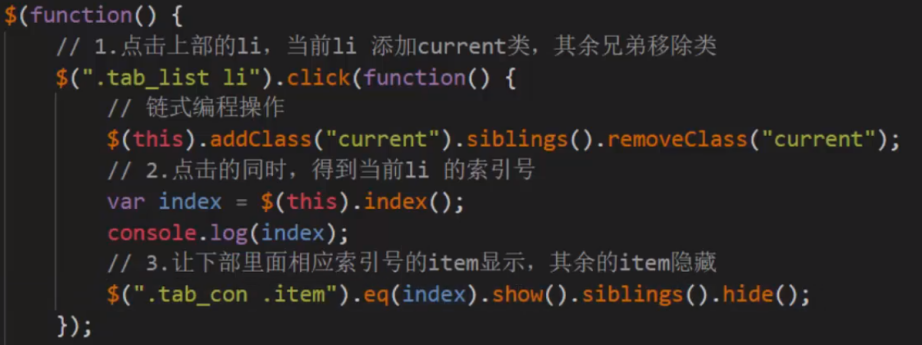 $(function() {
// 1.点击上部的li，当前li 添加current类，其余兄弟移除类
$(".tab_list li").click(function() {
// 链式编程操作
$(this).addClass("current").siblings().removeClass("current");
// 2.点击的同时，得到当前li 的索引号
var index = $(this).index();
console.log(index);
// 3.让下部里面相应索引号的item显示，其余的item隐藏
$(".tab_con .item").eq(index).show().siblings().hide();
});